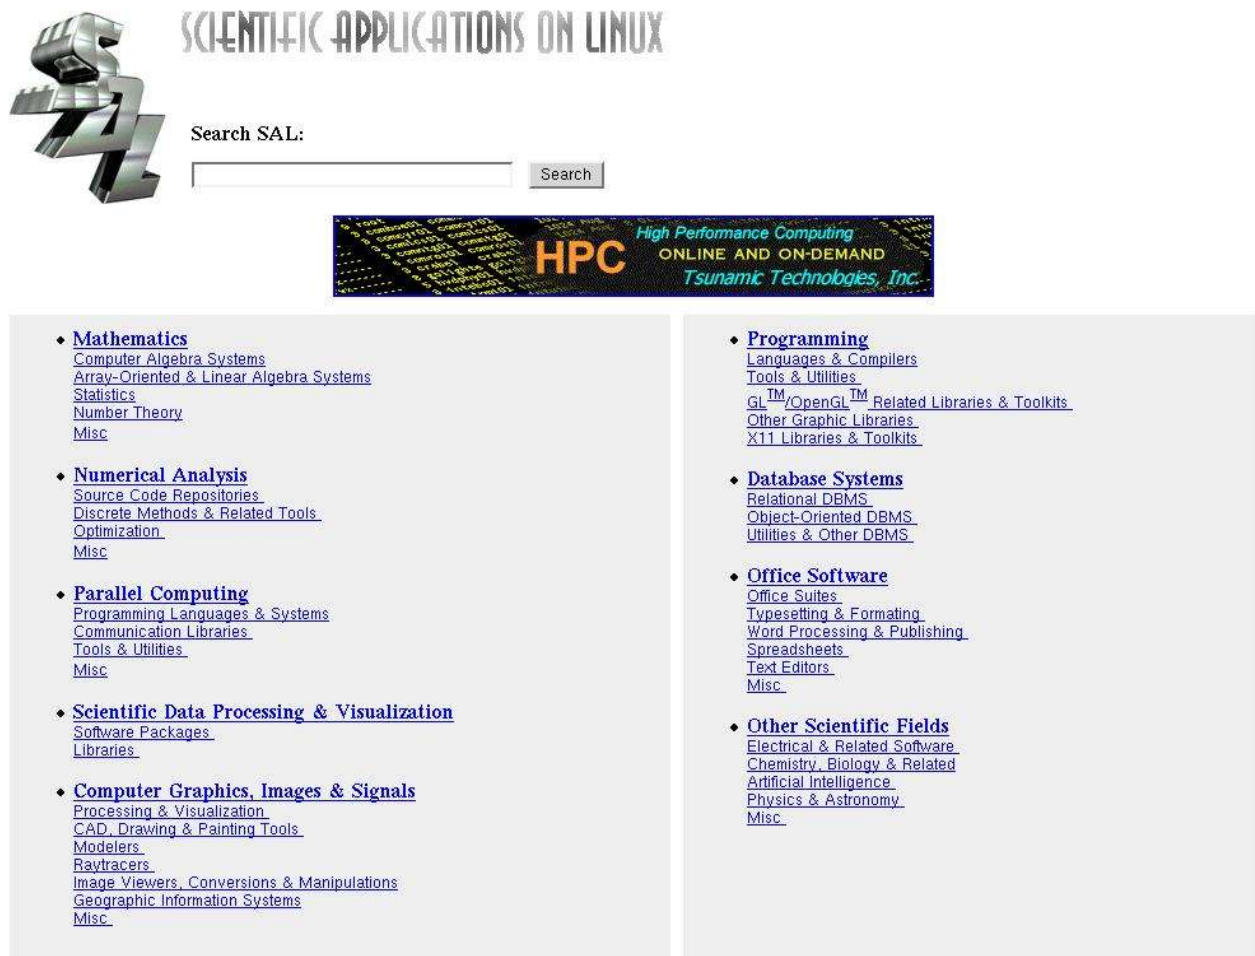 SAL
SCIENTIFIC APPLICATIONS ON LINUX
Search SAL:
Search
HPC
High Performance Computing
ONLINE AND ON-DEMAND
Tsunamic Technologies, Inc.
Mathematics
Computer Algebra Systems
Array-Oriented & Linear Algebra Systems
Statistics
Number Theory
Misc
Numerical Analysis
Source Code Repositories
Discrete Methods & Related Tools
Optimization
Misc
Parallel Computing
Programming Languages & Systems
Communication Libraries
Tools & Utilities
Misc
Scientific Data Processing & Visualization
Software Packages
Libraries
Computer Graphics, Images & Signals
Processing & Visualization
CAD, Drawing & Painting Tools
Modelers
Raytracers
Image Viewers, Conversions & Manipulations
Geographic Information Systems
Misc
Programming
Languages & Compilers
Tools & Utilities
GL™/OpenGL™ Related Libraries & Toolkits
Other Graphic Libraries
X11 Libraries & Toolkits
Database Systems
Relational DBMS
Object-Oriented DBMS
Utilities & Other DBMS
Office Software
Office Suites
Typesetting & Formating
Word Processing & Publishing
Spreadsheets
Text Editors
Misc
Other Scientific Fields
Electrical & Related Software
Chemistry, Biology & Related
Artificial Intelligence
Physics & Astronomy
Misc